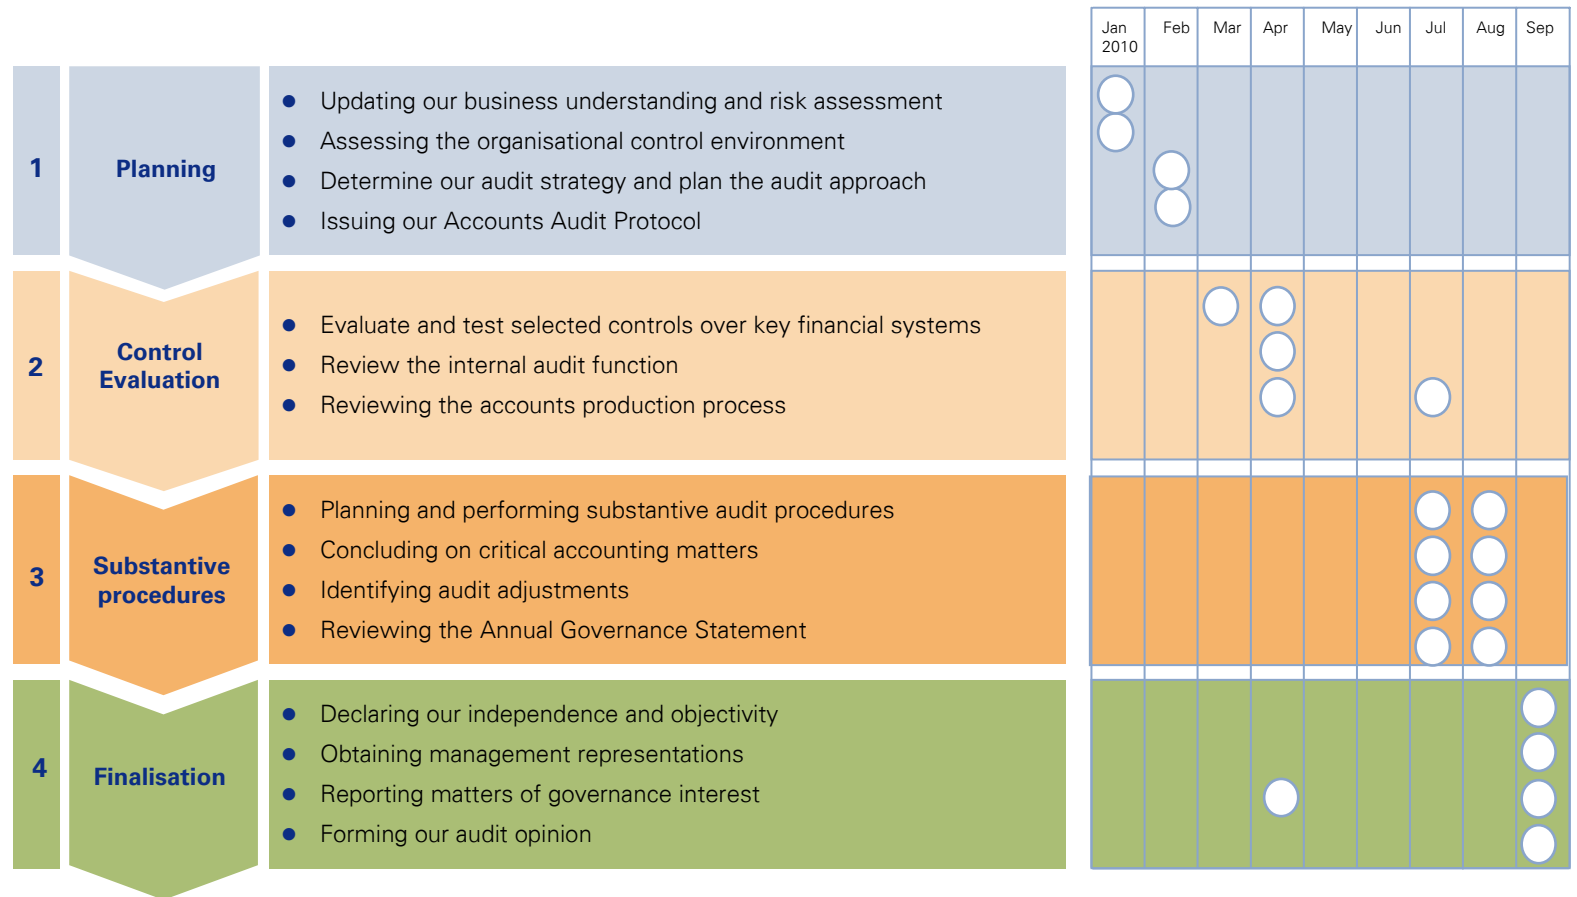 Jan Feb Mar Apr May Jun Jul Aug Sep
2010
1
Planning
Updating our business understanding and risk assessment
Assessing the organisational control environment
Determine our audit strategy and plan the audit approach
Issuing our Accounts Audit Protocol
2
Control
Evaluation
Evaluate and test selected controls over key financial systems
Review the internal audit function
Reviewing the accounts production process
3
Substantive
procedures
Planning and performing substantive audit procedures
Concluding on critical accounting matters
Identifying audit adjustments
Reviewing the Annual Governance Statement
4
Finalisation
Declaring our independence and objectivity
Obtaining management representations
Reporting matters of governance interest
Forming our audit opinion